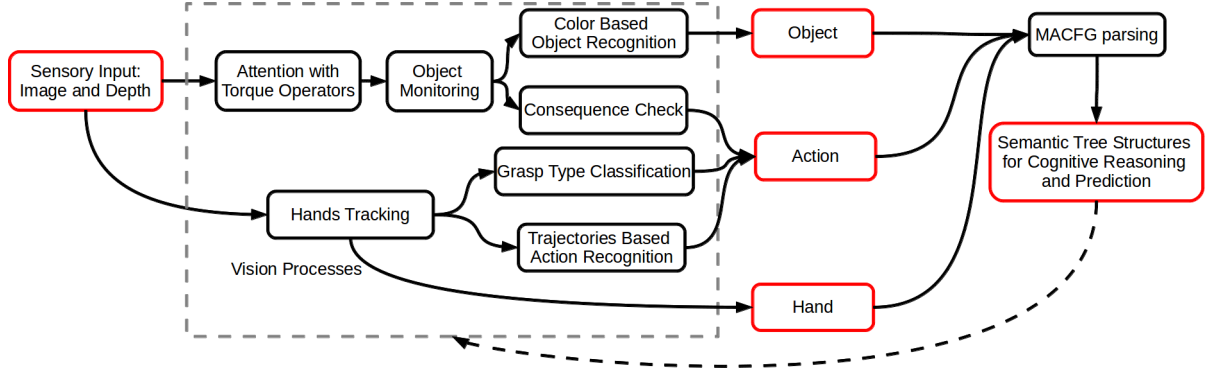 Sensory Input:
Image and Depth
Attention with
Torque Operators
Object
Monitoring
Color Based
Object Recognition
Consequence Check
Grasp Type Classification
Hands Tracking
Trajectories Based
Action Recognition
Vision Processes
Object
Action
Hand
MACFG parsing
Semantic Tree Structures
for Cognitive Reasoning
and Prediction